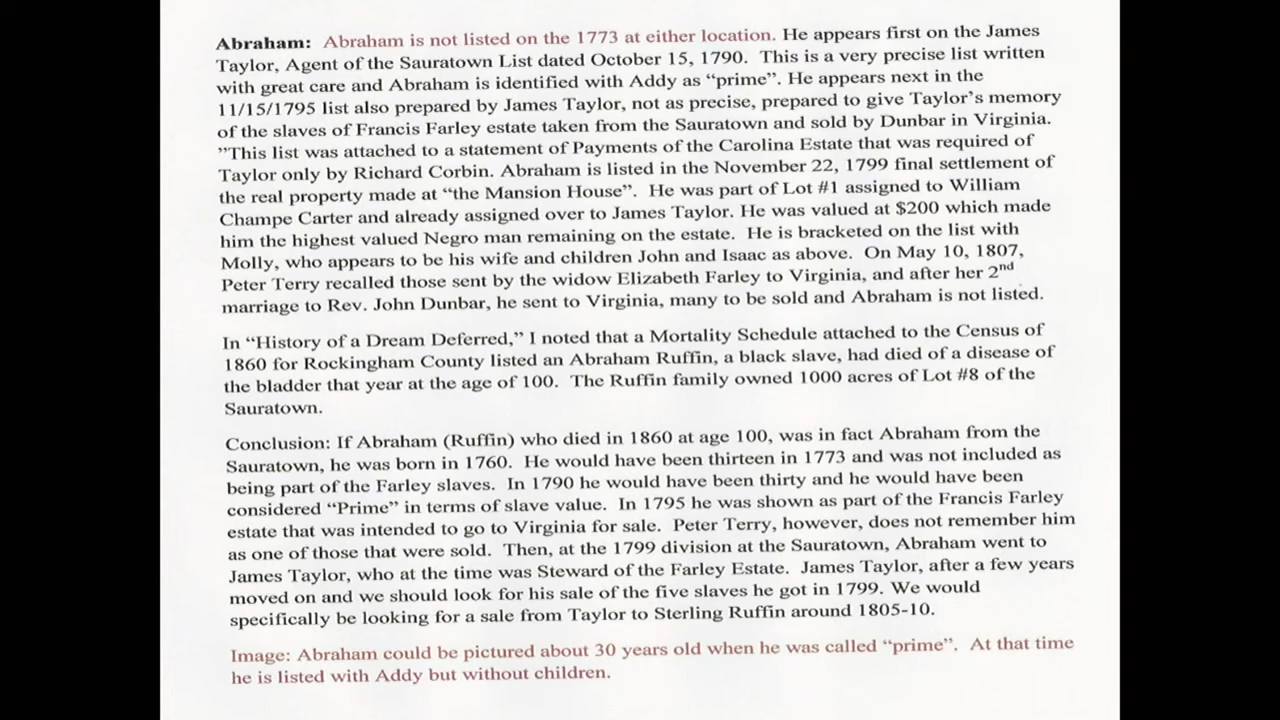 Abraham: Abraham is not listed on the 1773 at either location. He appears first on the James
Taylor, Agent of the Sauratown List dated October 15, 1790. This is a very precise list written
with great care and Abraham is identified with Addy as “prime”. He appears next in the
11/15/1795 list also prepared by James Taylor, not as precise, prepared to give Taylor’s memory
of the slaves of Francis Farley estate taken from the Sauratown and sold by Dunbar in Virginia.
”This list was attached to a statement of Payments of the Carolina Estate that was required of
Taylor only by Richard Corbin. Abraham is listed in the November 22, 1799 final settlement of
the real property made at “the Mansion House”. He was part of Lot #1 assigned to William
Champe Carter and already assigned over to James Taylor. He was valued at $200 which made
him the highest valued Negro man remaining on the estate. He is bracketed on the list with
Molly, who appears to be his wife and children John and Isaac as above. On May 10, 1807,
Peter Terry recalled those sent by the widow Elizabeth Farley to Virginia, and after her 2nd
marriage to Rev. John Dunbar, he sent to Virginia, many to be sold and Abraham is not listed.
In “History of a Dream Deferred,” I noted that a Mortality Schedule attached to the Census of
1860 for Rockingham County listed an Abraham Ruffin, a black slave, had died of a disease of
the bladder that year at the age of 100. The Ruffin family owned 1000 acres of Lot #8 of the
Sauratown.
Conclusion: If Abraham (Ruffin) who died in 1860 at age 100, was in fact Abraham from the
Sauratown, he was born in 1760. He would have been thirteen in 1773 and was not included as
being part of the Farley slaves. In 1790 he would have been thirty and he would have been
considered “Prime” in terms of slave value. In 1795 he was shown as part of the Francis Farley
estate that was intended to go to Virginia for sale. Peter Terry, however, does not remember him
as one of those that were sold. Then, at the 1799 division at the Sauratown, Abraham went to
James Taylor, who at the time was Steward of the Farley Estate. James Taylor, after a few years
moved on and we should look for his sale of the five slaves he got in 1799. We would
specifically be looking for a sale from Taylor to Sterling Ruffin around 1805-10.
Image: Abraham could be pictured about 30 years old when he was called “prime”. At that time
he is listed with Addy but without children.